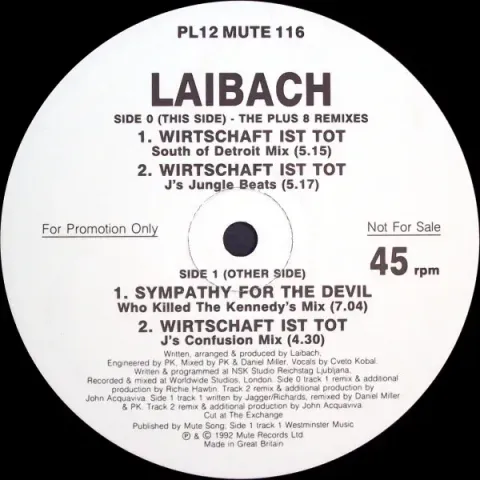 PL12 MUTE 116
LAIBACH
SIDE 0 (THIS SIDE) - THE PLUS 8 REMIXES
1. WIRTSCHAFT IST TOT
South of Detroit Mix (5.15)
2. WIRTSCHAFT IST TOT
J's Jungle Beats (5.17)
For Promotion Only
Not For Sale
45 rpm
SIDE 1 (OTHER SIDE)
1. SYMPATHY FOR THE DEVIL
Who Killed The Kennedy's Mix (7.04)
2. WIRTSCHAFT IST TOT
J's Confusion Mix (4.30)
Written, arranged & produced by Laibach,
Engineered by PK, Mixed by PK & Daniel Miller. Vocals by Cveto Kobal.
Written & programmed at NSK Studio Reichstag Ljubljana.
Recorded & mixed at Worldwide Studios, London. Side 0 track 1 remix & additional
production by Richie Hawtin. Track 2 remix & additional production by
John Acquaviva. Side 1 track 1 written by Jagger/Richards, remixed by Daniel Miller
& PK. Track 2 remix & additional production by John Acquaviva.
Cut at The Exchange
Published by Mute Song; Side 1 track 1 Westminster Music
℗ & © 1992 Mute Records Ltd.
Made in Great Britain